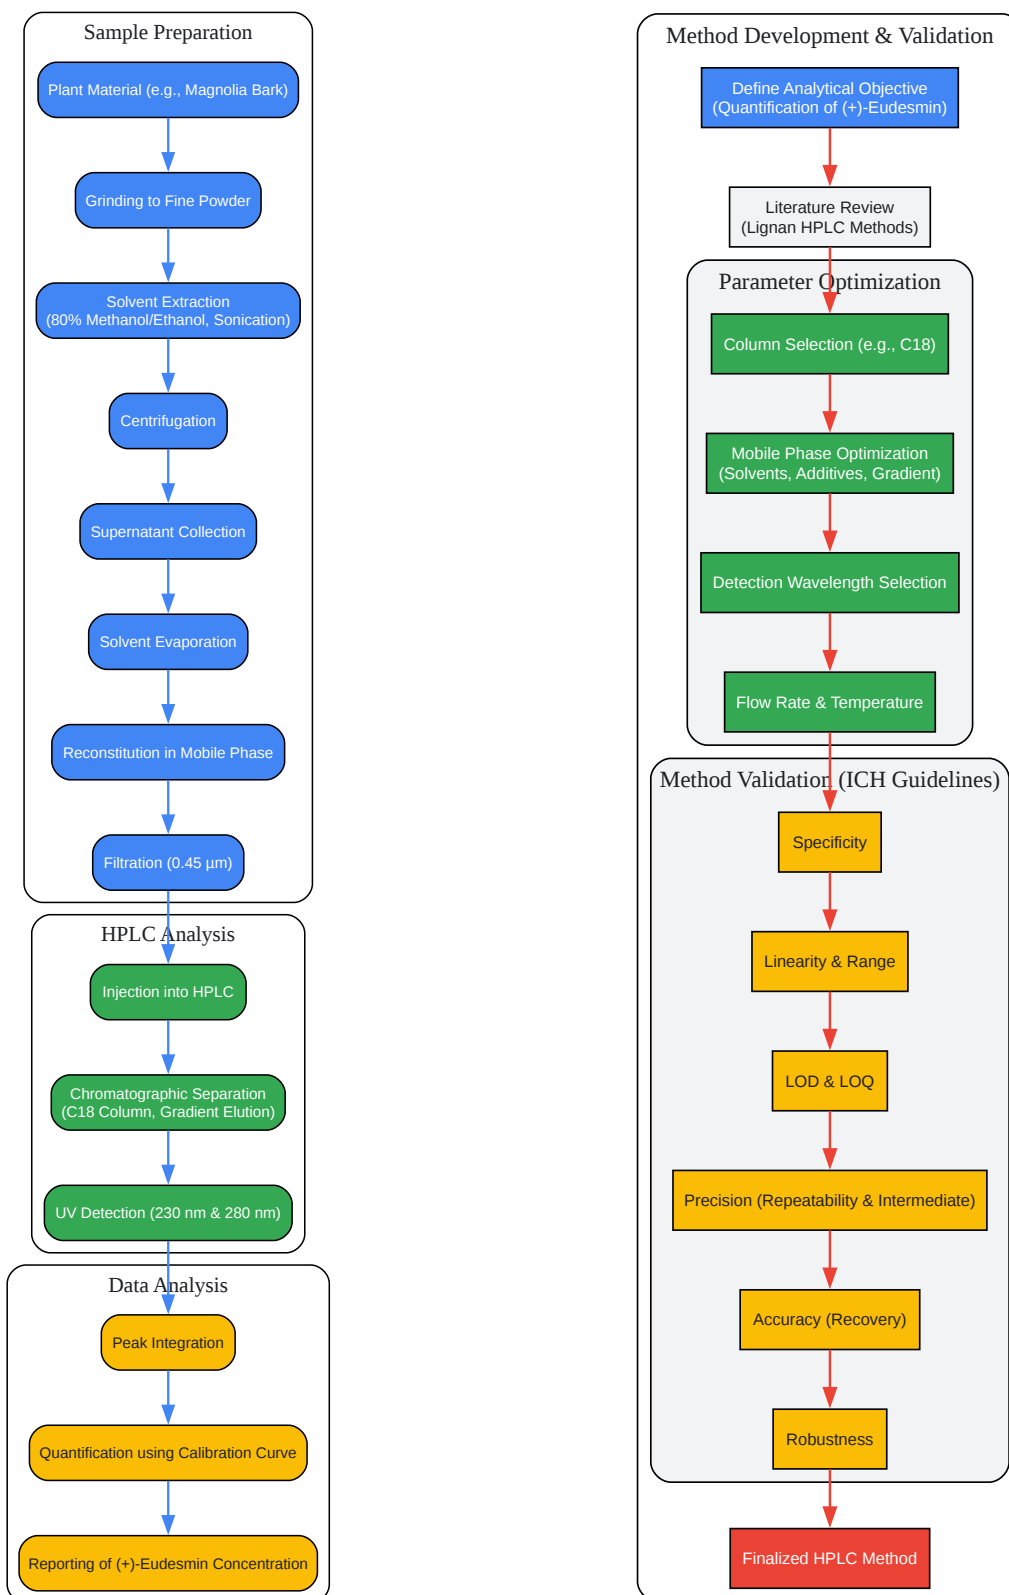 Sample Preparation
Plant Material (e.g., Magnolia Bark)
Grinding to Fine Powder
Solvent Extraction
(80% Methanol/Ethanol, Sonication)
Centrifugation
Supernatant Collection
Solvent Evaporation
Reconstitution in Mobile Phase
Filtration (0.45 µm)
HPLC Analysis
Injection into HPLC
Chromatographic Separation
(C18 Column, Gradient Elution)
UV Detection (230 nm & 280 nm)
Data Analysis
Peak Integration
Quantification using Calibration Curve
Reporting of (+)-Eudesmin Concentration
Method Development & Validation
Define Analytical Objective
(Quantification of (+)-Eudesmin)
Literature Review
(Lignan HPLC Methods)
Parameter Optimization
Column Selection (e.g., C18)
Mobile Phase Optimization
(Solvents, Additives, Gradient)
Detection Wavelength Selection
Flow Rate & Temperature
Method Validation (ICH Guidelines)
Specificity
Linearity & Range
LOD & LOQ
Precision (Repeatability & Intermediate)
Accuracy (Recovery)
Robustness
Finalized HPLC Method